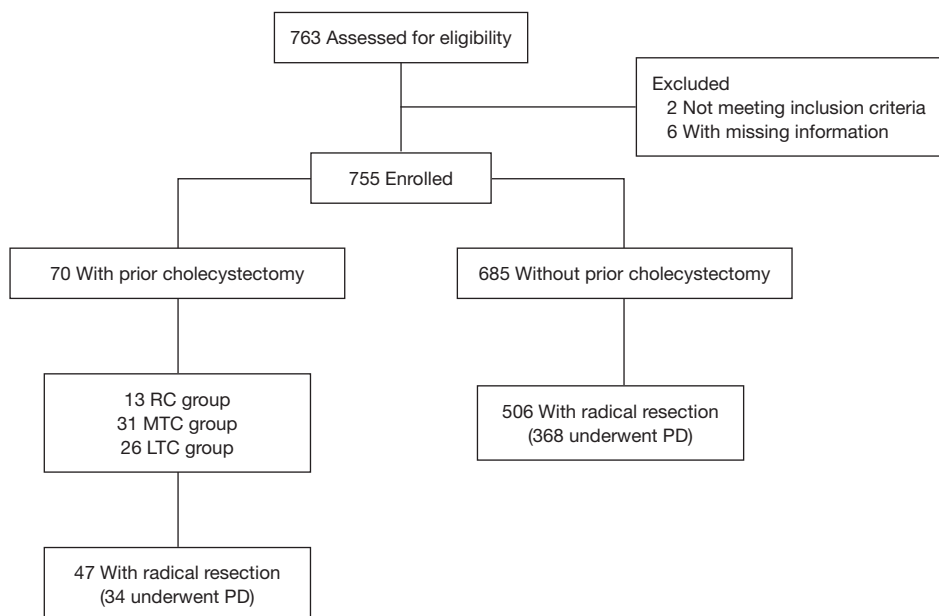 763 Assessed for eligibility
Excluded
2 Not meeting inclusion criteria
6 With missing information
755 Enrolled
70 With prior cholecystectomy
685 Without prior cholecystectomy
13 RC group
31 MTC group
26 LTC group
506 With radical resection
(368 underwent PD)
47 With radical resection
(34 underwent PD)